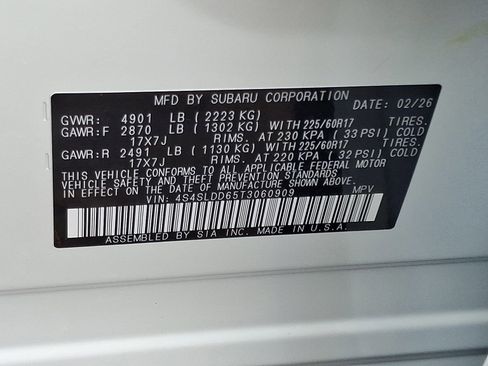 MFD BY SUBARU CORPORATION DATE: 02/26
GVWR: 4901 LB ( 2223 KG)
GAWR:F 2870 LB ( 1302 KG) WITH 225/60R17 TIRES.
17X7J RIMS. AT 230 KPA ( 33 PSI) COLD
GAWR:R 2491 LB ( 1130 KG) WITH 225/60R17 TIRES.
17X7J RIMS. AT 220 KPA ( 32 PSI) COLD
THIS VEHICLE CONFORMS TO ALL APPLICABLE FEDERAL MOTOR
VEHICLE SAFETY AND THEFT PREVENTION STANDARDS
IN EFFECT ON THE DATE OF MANUFACTURE SHOWN ABOVE.
VIN: 4S4SLDD65T3060909 MPV
ASSEMBLED BY SIA INC. MADE IN U.S.A.